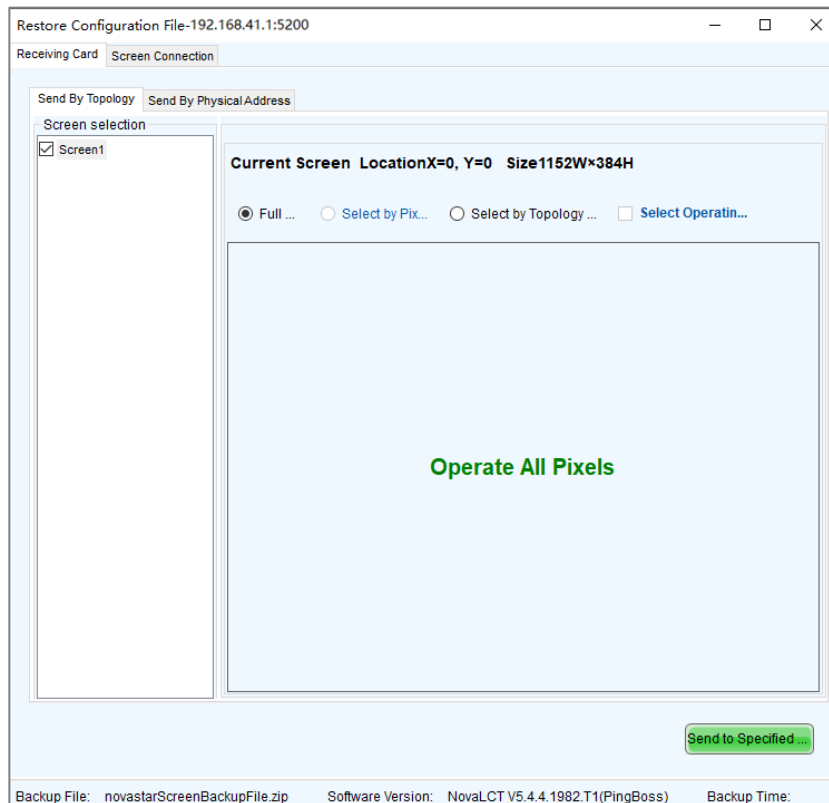 Restore Configuration File-192.168.41.1:5200
Receiving Card Screen Connection
Send By Topology Send By Physical Address
Screen selection
Screen1
Current Screen LocationX=0, Y=0 Size1152W×384H
Full ... Select by Pix... Select by Topology ... Select Operatin...
Operate All Pixels
Send to Specified ...
Backup File: novastarScreenBackupFile.zip Software Version: NovaLCT V5.4.4.1982.T1(PingBoss) Backup Time: